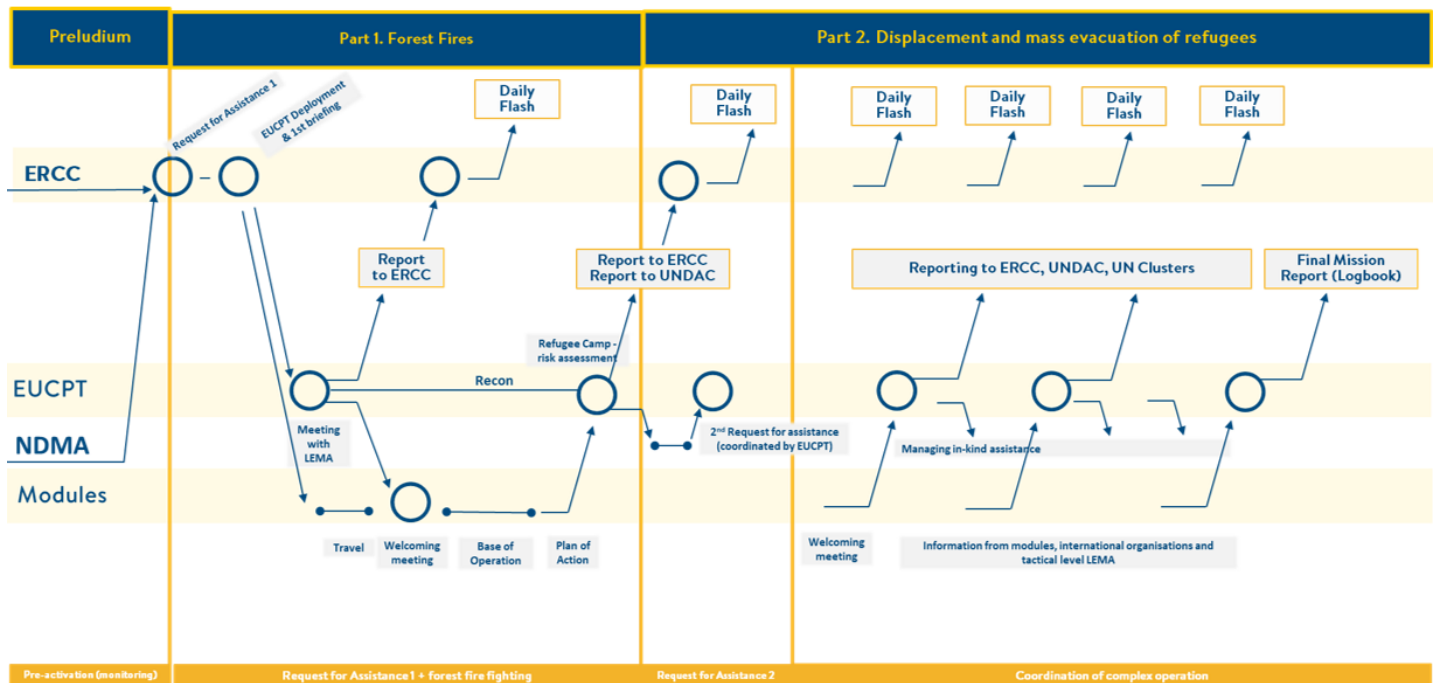 Preludium
Part 1. Forest Fires
Part 2. Displacement and mass evacuation of refugees
Request for Assistance 1
EUCPT Deployment
& 1st briefing
Daily
Flash
Daily
Flash
Daily
Flash
Daily
Flash
Daily
Flash
Daily
Flash
ERCC
Report
to ERCC
Report to ERCC
Report to UNDAC
Reporting to ERCC, UNDAC, UN Clusters
Final Mission
Report (Logbook)
Refugee Camp -
risk assessment
EUCPT
Recon
Meeting
with
LEMA
2nd Request for assistance
(coordinated by EUCPT)
Managing in-kind assistance
NDMA
Modules
Travel
Welcoming
meeting
Base of
Operation
Plan of
Action
Welcoming
meeting
Information from modules, international organisations and
tactical level LEMA
Pre-activation (monitoring)
Request for Assistance 1 + forest fire fighting
Request for Assistance 2
Coordination of complex operation